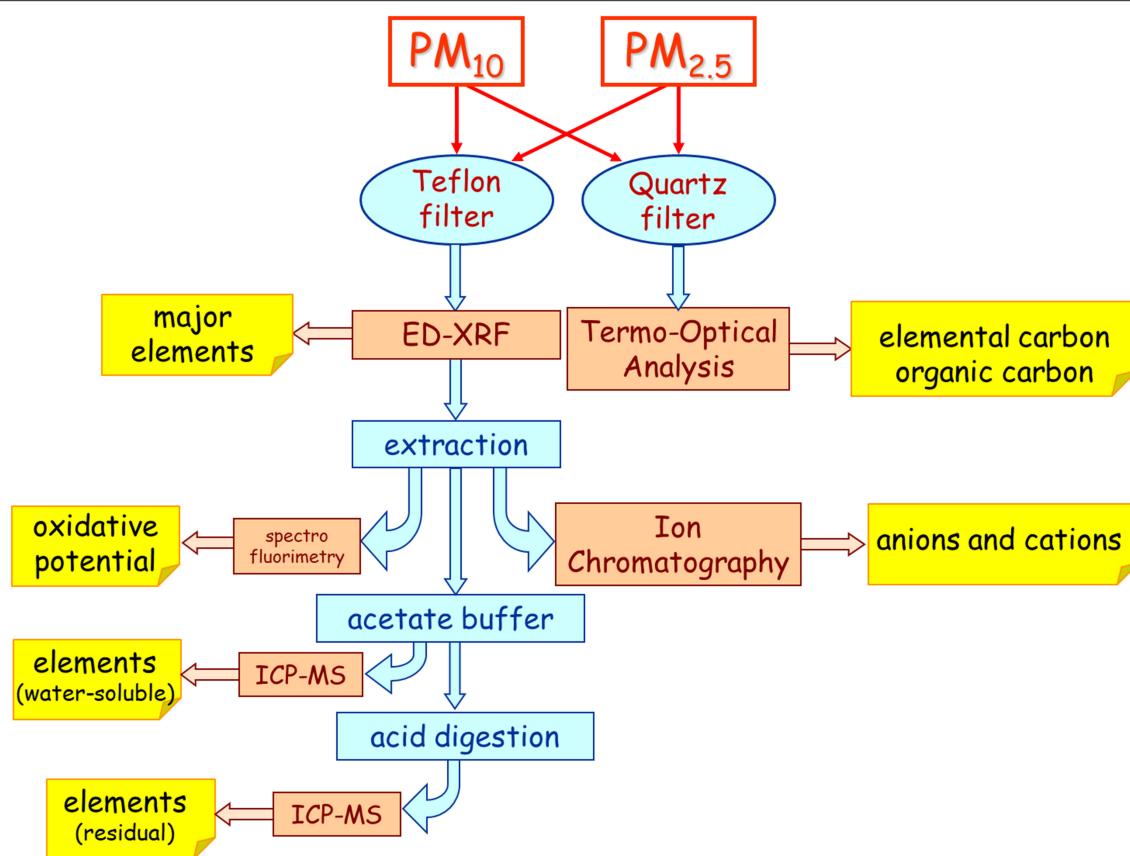 PM10
PM2.5
Teflon
filter
Quartz
filter
major
elements
ED-XRF
Termo-Optical
Analysis
elemental carbon
organic carbon
extraction
oxidative
potential
spectro
fluorimetry
Ion
Chromatography
anions and cations
acetate buffer
elements
(water-soluble)
ICP-MS
acid digestion
elements
(residual)
ICP-MS